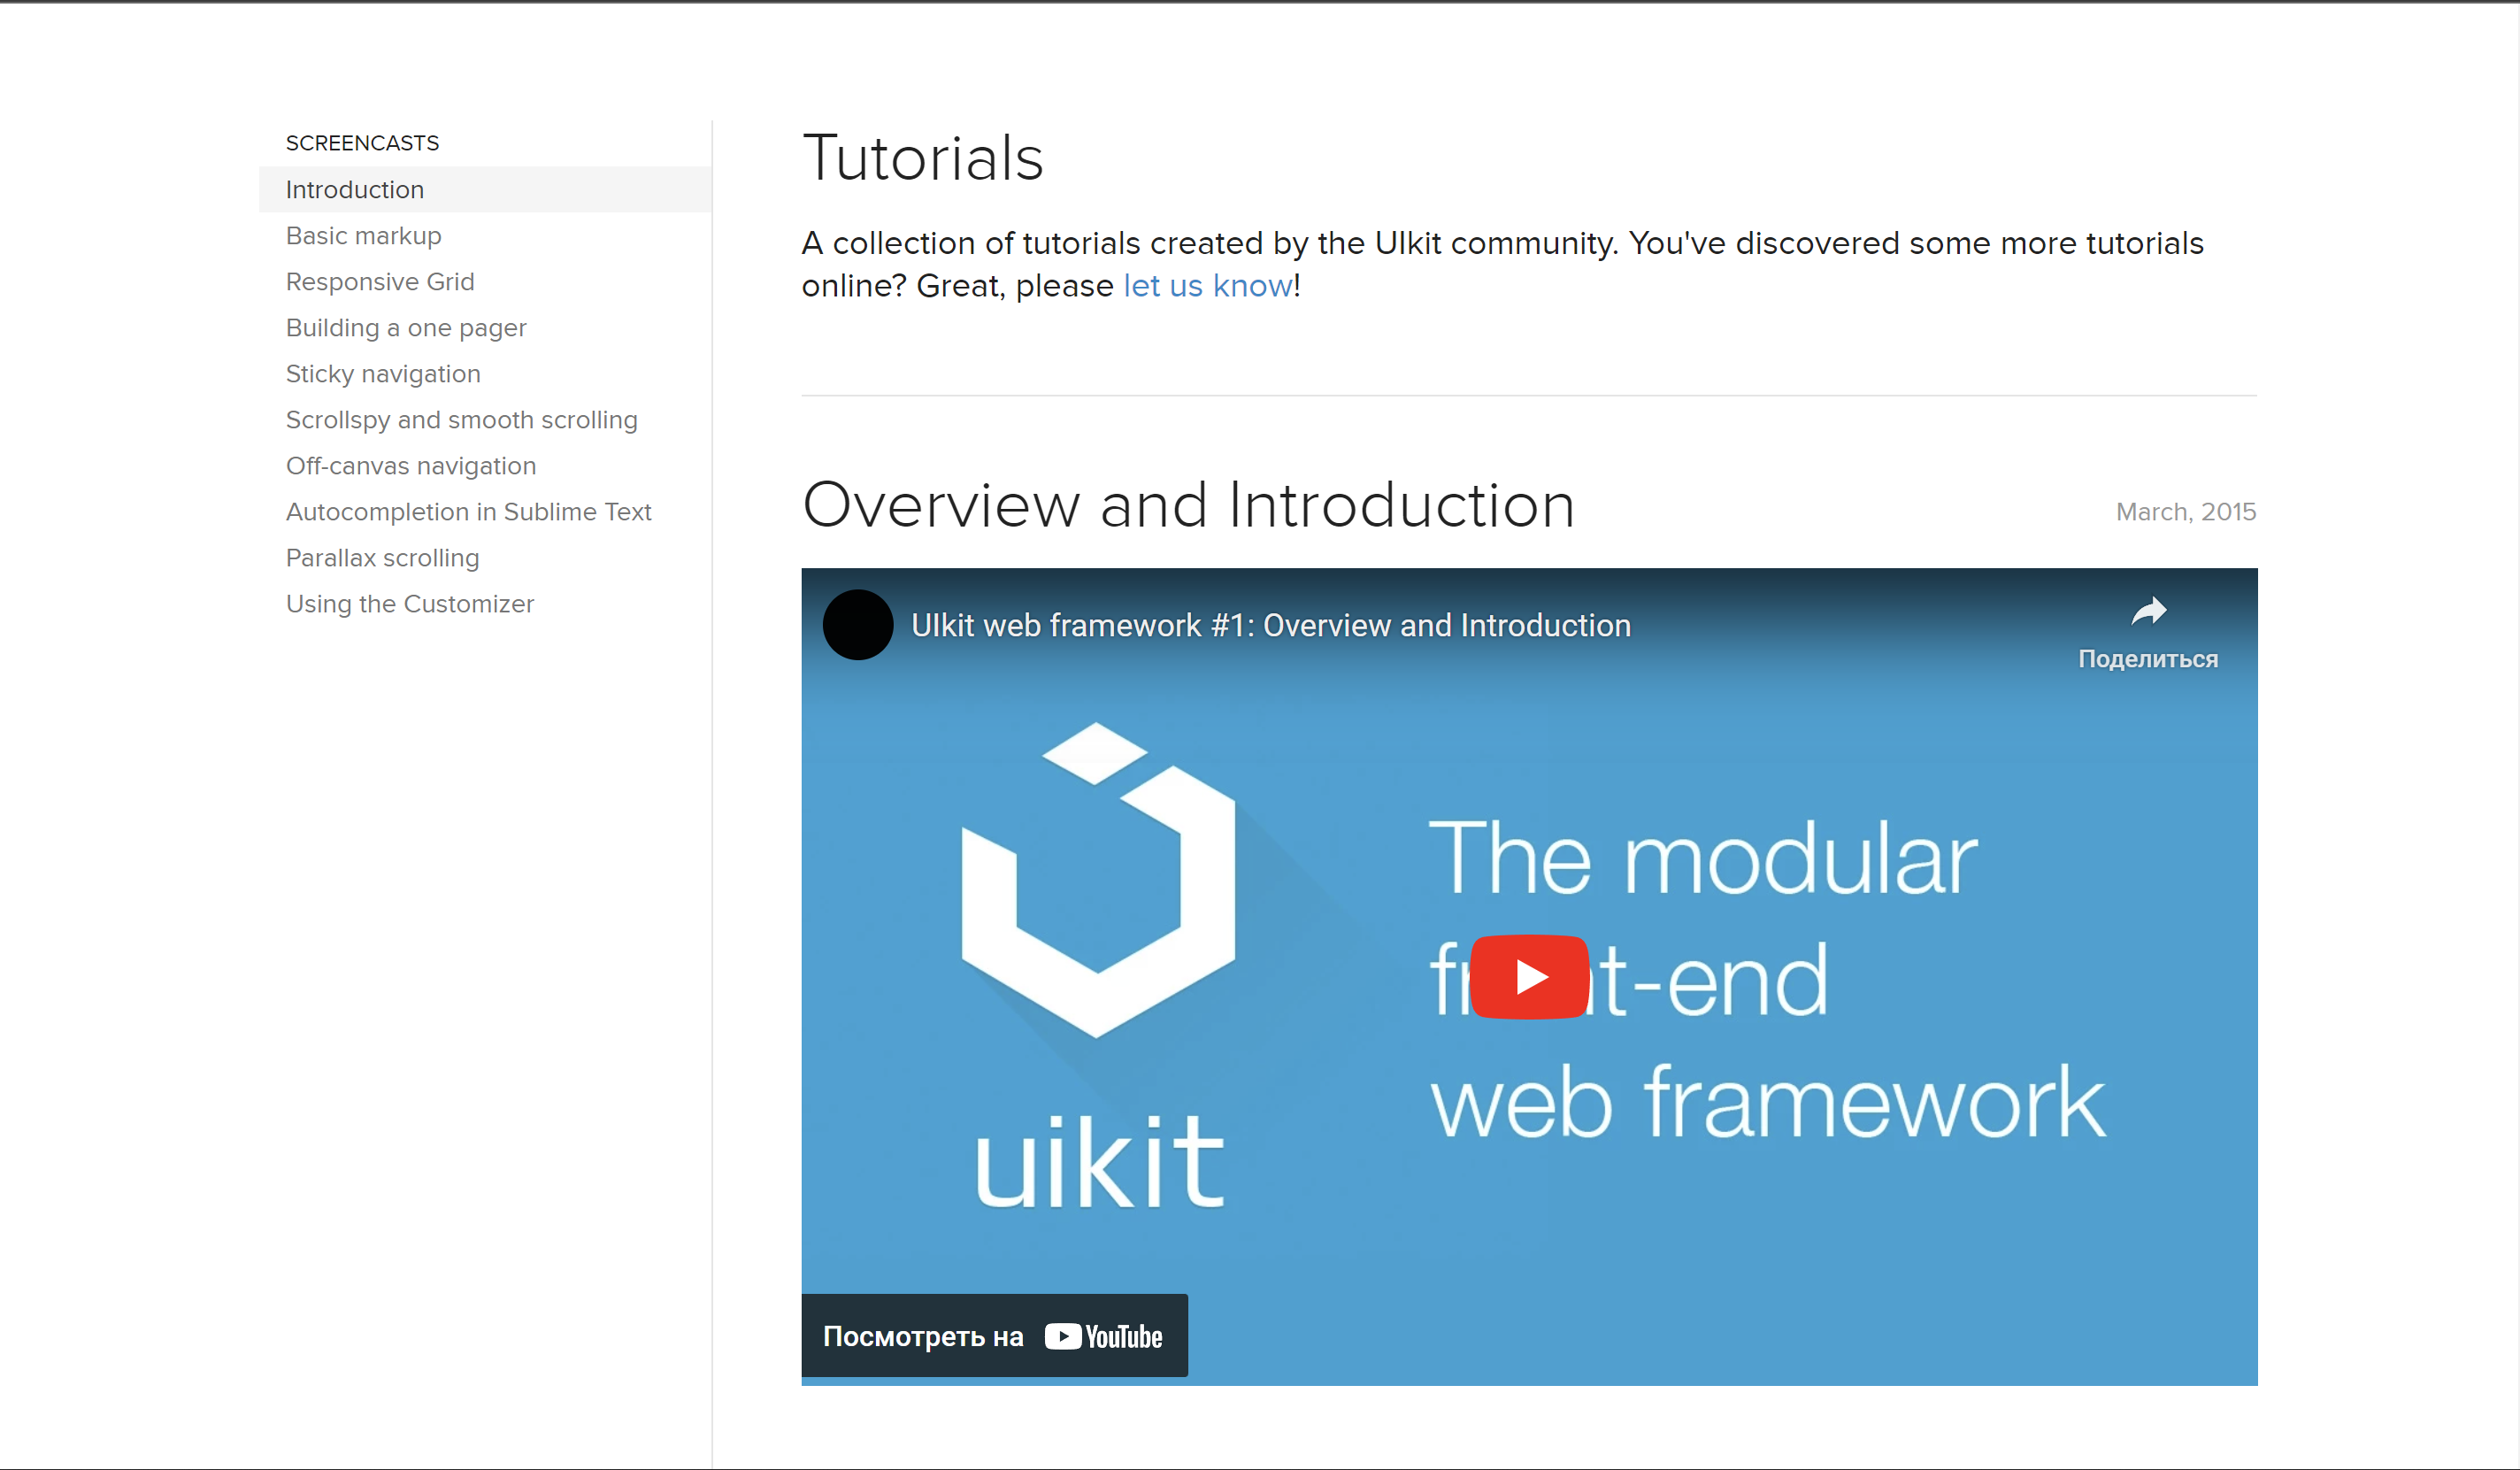 SCREENCASTS
Introduction
Basic markup
Responsive Grid
Building a one pager
Sticky navigation
Scrollspy and smooth scrolling
Off-canvas navigation
Autocompletion in Sublime Text
Parallax scrolling
Using the Customizer
Tutorials
A collection of tutorials created by the UIkit community. You've discovered some more tutorials
online? Great, please let us know!
Overview and Introduction
March, 2015
UIkit web framework #1: Overview and Introduction
Поделиться
uikit
The modular
t-end
web framework
Посмотреть на YouTube